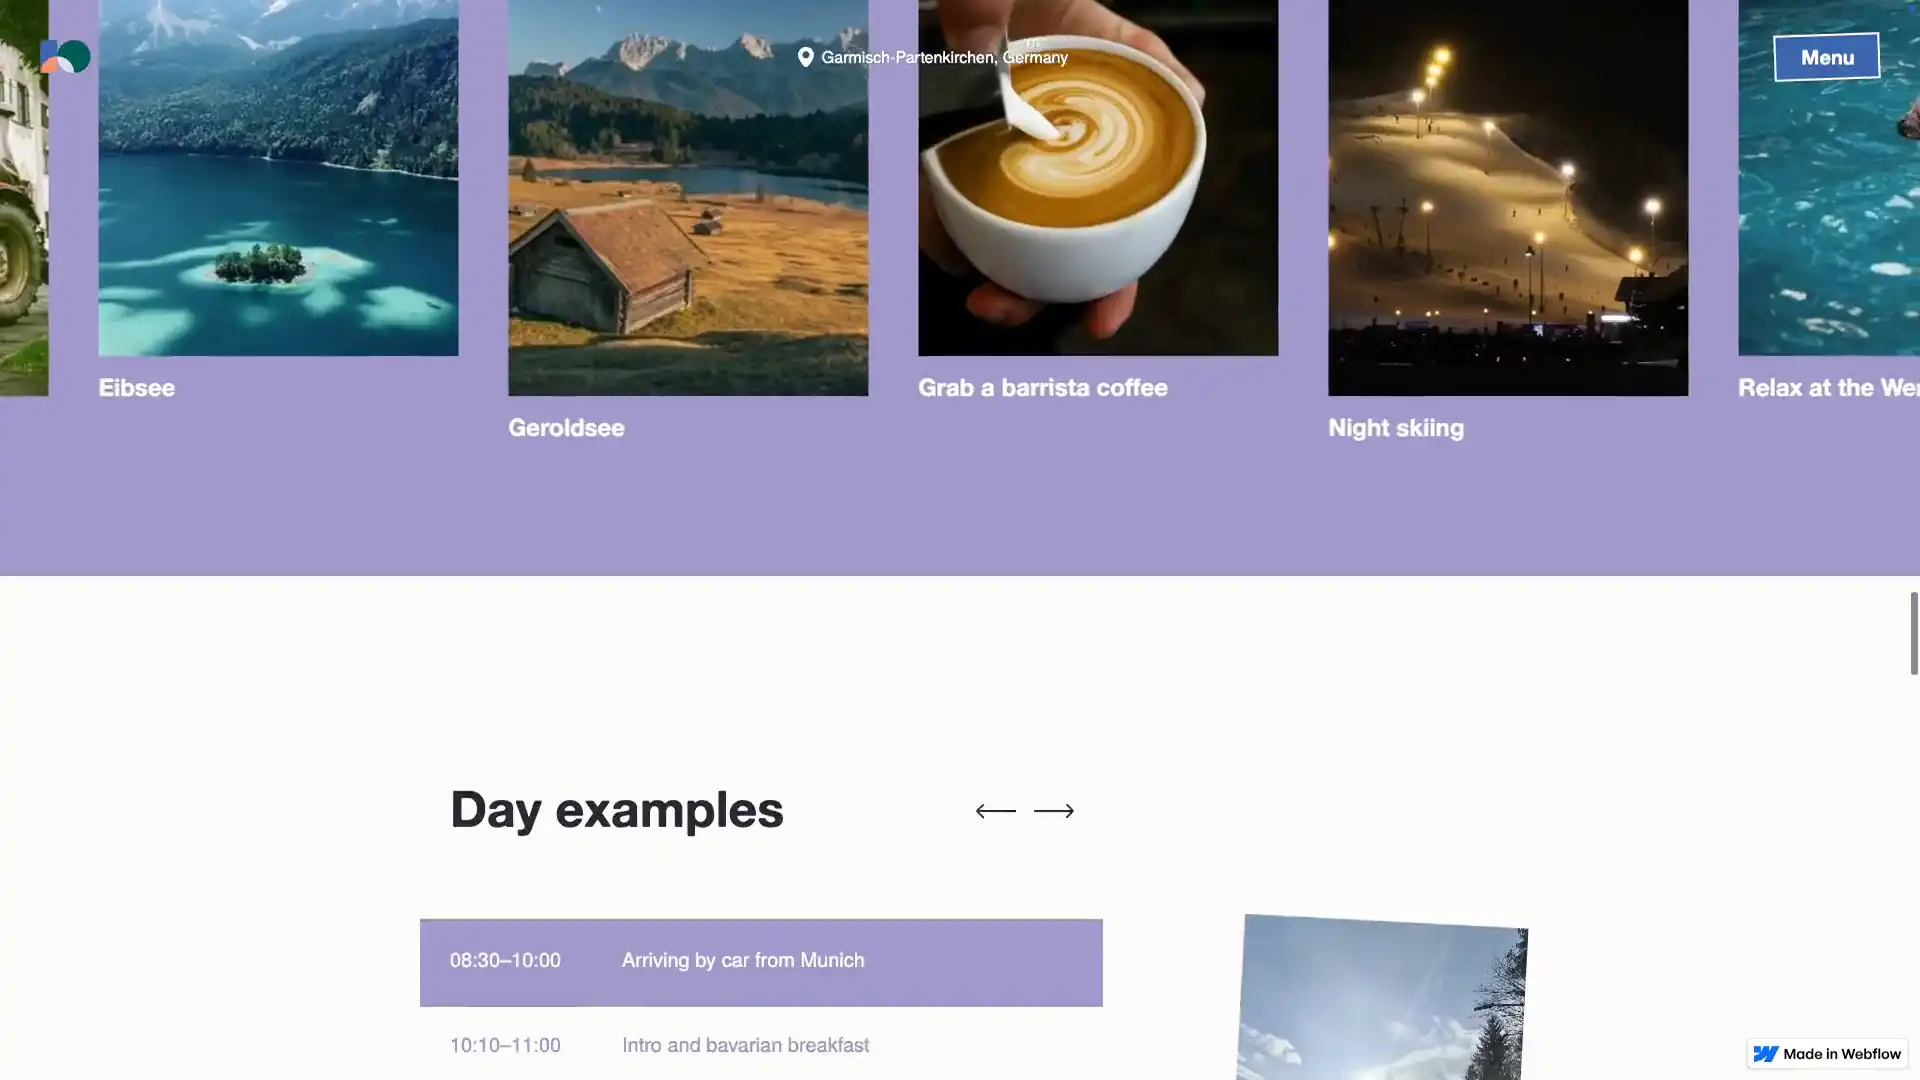 Garmisch-Partenkirchen, Germany
Menu
Eibsee
Geroldsee
Grab a barrista coffee
Night skiing
Relax at the
Day examples
08:30–10:00 Arriving by car from Munich
10:10–11:00 Intro and bavarian breakfast
Made in Webflow